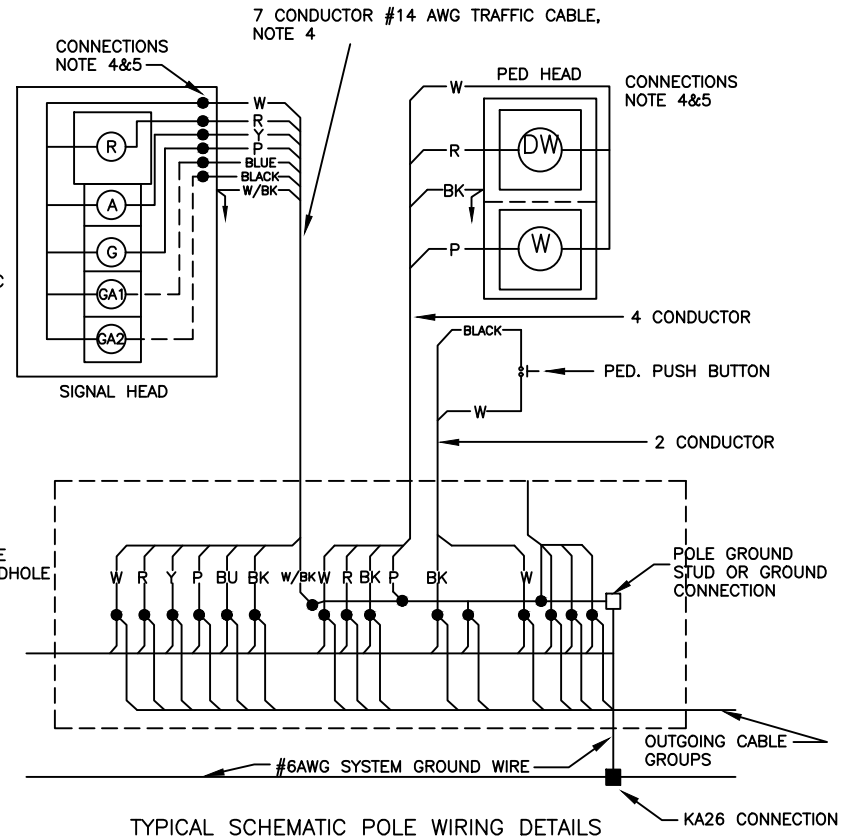 7 CONDUCTOR #14 AWG TRAFFIC CABLE,
NOTE 4
CONNECTIONS
NOTE 4&5
PED HEAD
CONNECTIONS
NOTE 4&5
W
R
Y
P
BLUE
BLACK
W/BK
R
A
G
GA1
GA2
SIGNAL HEAD
C
W
R
BK
P
DW
W
4 CONDUCTOR
BLACK
PED. PUSH BUTTON
W
2 CONDUCTOR
E
DHOLE
W R Y P BU BK W/BK W R BK P BK W
POLE GROUND
STUD OR GROUND
CONNECTION
OUTGOING CABLE
GROUPS
#6AWG SYSTEM GROUND WIRE
KA26 CONNECTION
TYPICAL SCHEMATIC POLE WIRING DETAILS